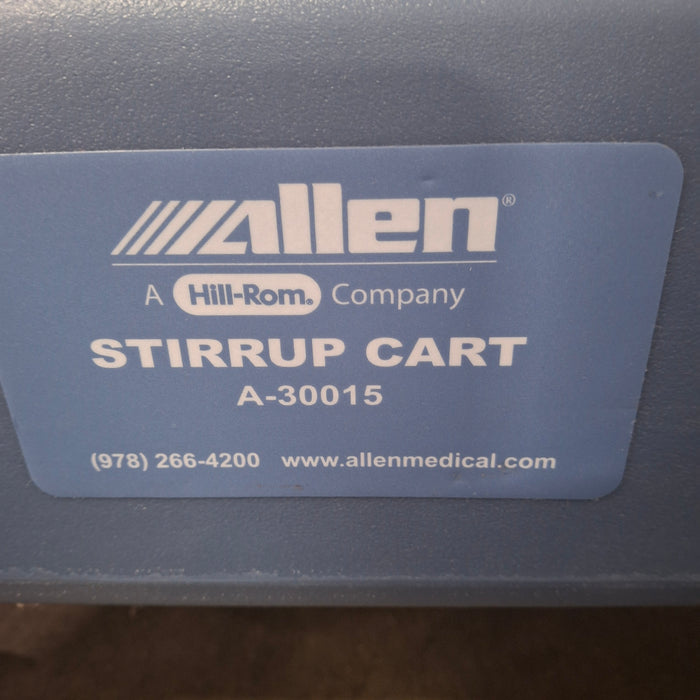 Allen®
A Hill-Rom® Company
STIRRUP CART
A-30015
(978) 266-4200 www.allenmedical.com